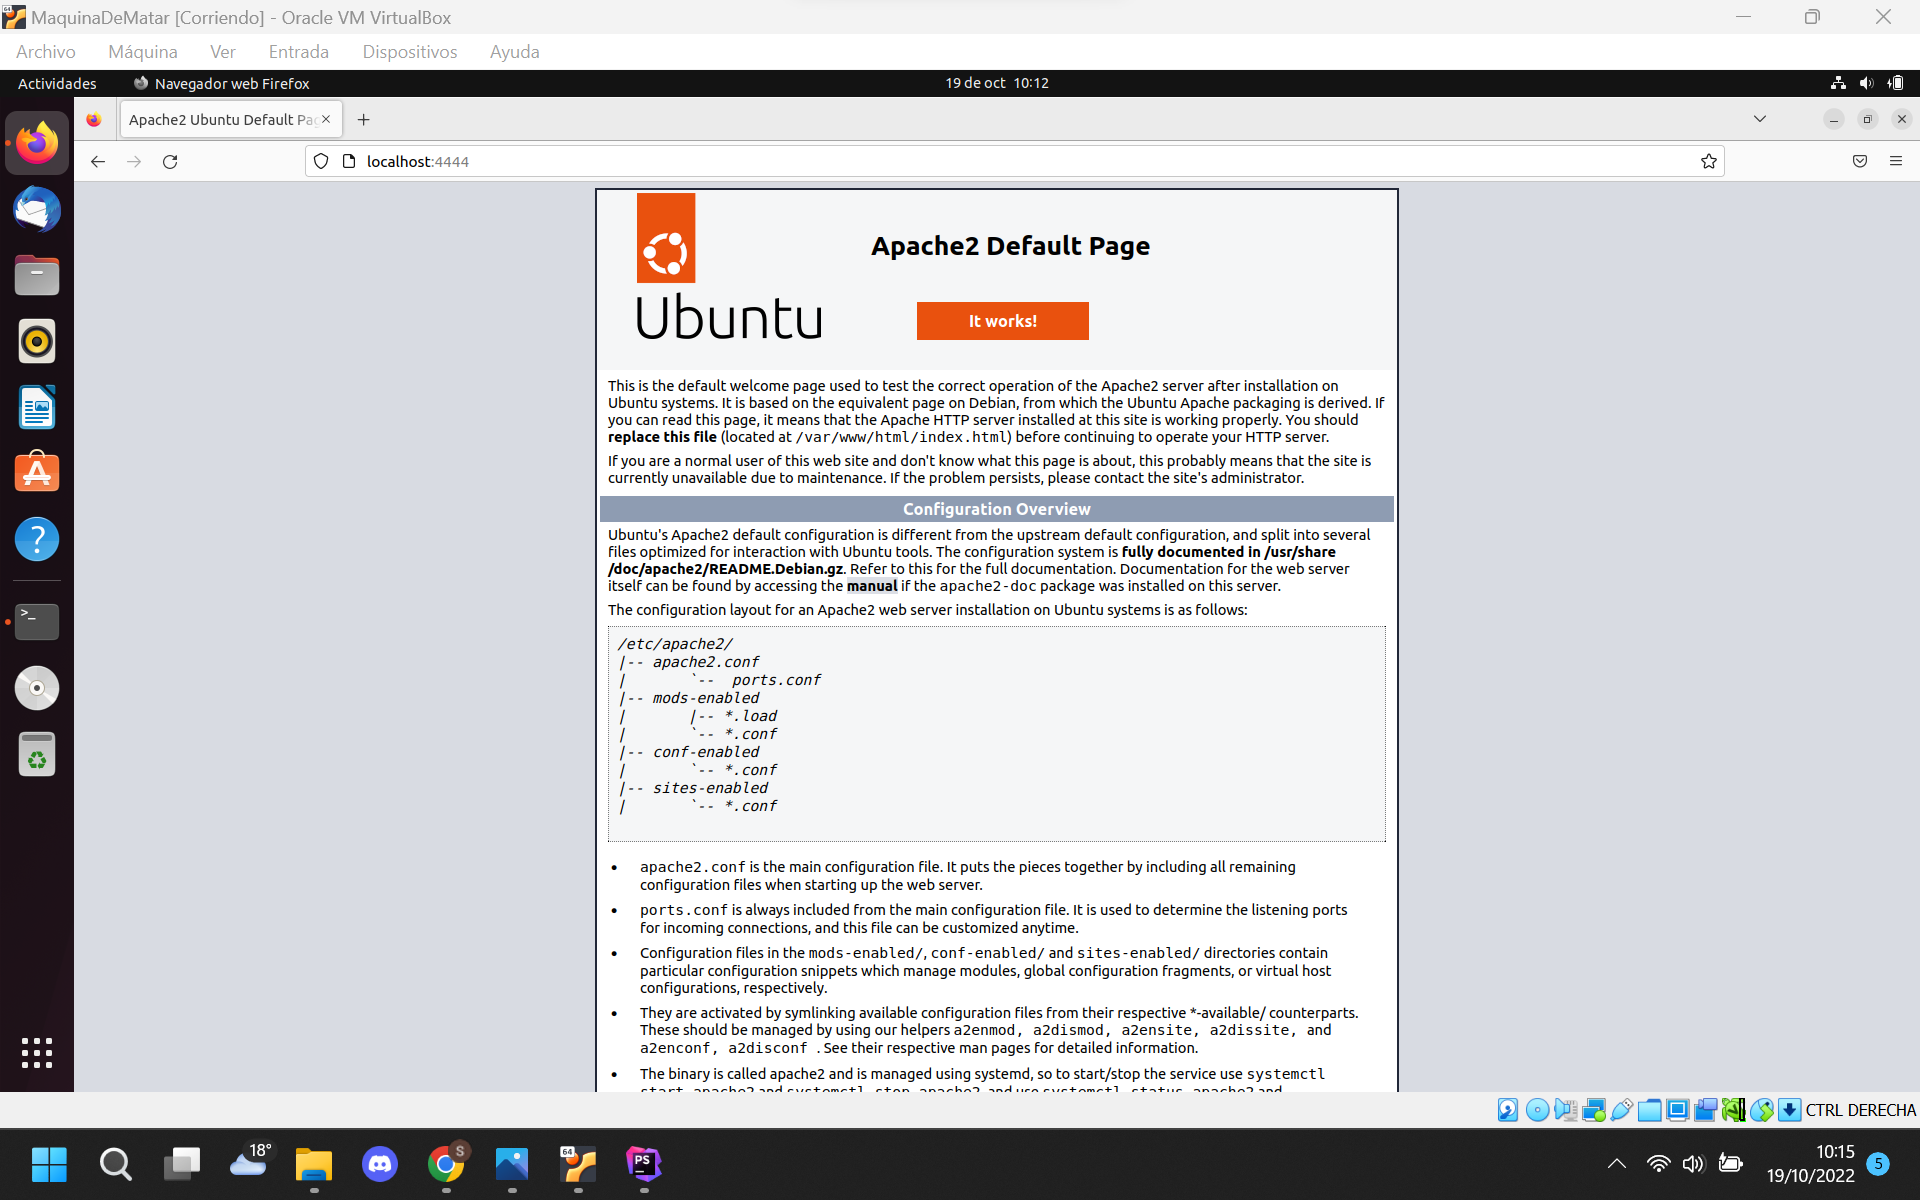 MaquinaDeMatar [Corriendo] - Oracle VM VirtualBox
Archivo Máquina Ver Entrada Dispositivos Ayuda
Actividades Navegador web Firefox 19 de oct 10:12
Apache2 Ubuntu Default Pag
localhost:4444
Ubuntu
Apache2 Default Page
It works!
This is the default welcome page used to test the correct operation of the Apache2 server after installation on
Ubuntu systems. It is based on the equivalent page on Debian, from which the Ubuntu Apache packaging is derived. If
you can read this page, it means that the Apache HTTP server installed at this site is working properly. You should
replace this file (located at /var/www/html/index.html) before continuing to operate your HTTP server.
If you are a normal user of this web site and don't know what this page is about, this probably means that the site is
currently unavailable due to maintenance. If the problem persists, please contact the site's administrator.
Configuration Overview
Ubuntu's Apache2 default configuration is different from the upstream default configuration, and split into several
files optimized for interaction with Ubuntu tools. The configuration system is fully documented in /usr/share
/doc/apache2/README.Debian.gz. Refer to this for the full documentation. Documentation for the web server
itself can be found by accessing the manual if the apache2-doc package was installed on this server.
The configuration layout for an Apache2 web server installation on Ubuntu systems is as follows:
/etc/apache2/
|-- apache2.conf
|       `--  ports.conf
|-- mods-enabled
|       |-- *.load
|       `-- *.conf
|-- conf-enabled
|       `-- *.conf
|-- sites-enabled
|       `-- *.conf
• apache2.conf is the main configuration file. It puts the pieces together by including all remaining
configuration files when starting up the web server.
• ports.conf is always included from the main configuration file. It is used to determine the listening ports
for incoming connections, and this file can be customized anytime.
• Configuration files in the mods-enabled/, conf-enabled/ and sites-enabled/ directories contain
particular configuration snippets which manage modules, global configuration fragments, or virtual host
configurations, respectively.
• They are activated by symlinking available configuration files from their respective *-available/ counterparts.
These should be managed by using our helpers a2enmod, a2dismod, a2ensite, a2dissite, and
a2enconf, a2disconf . See their respective man pages for detailed information.
• The binary is called apache2 and is managed using systemd, so to start/stop the service use systemctl
start apache2 and systemctl stop apache2, and use systemctl status apache2 and
CTRL DERECHA
18°
S
64
PS
10:15
19/10/2022
5